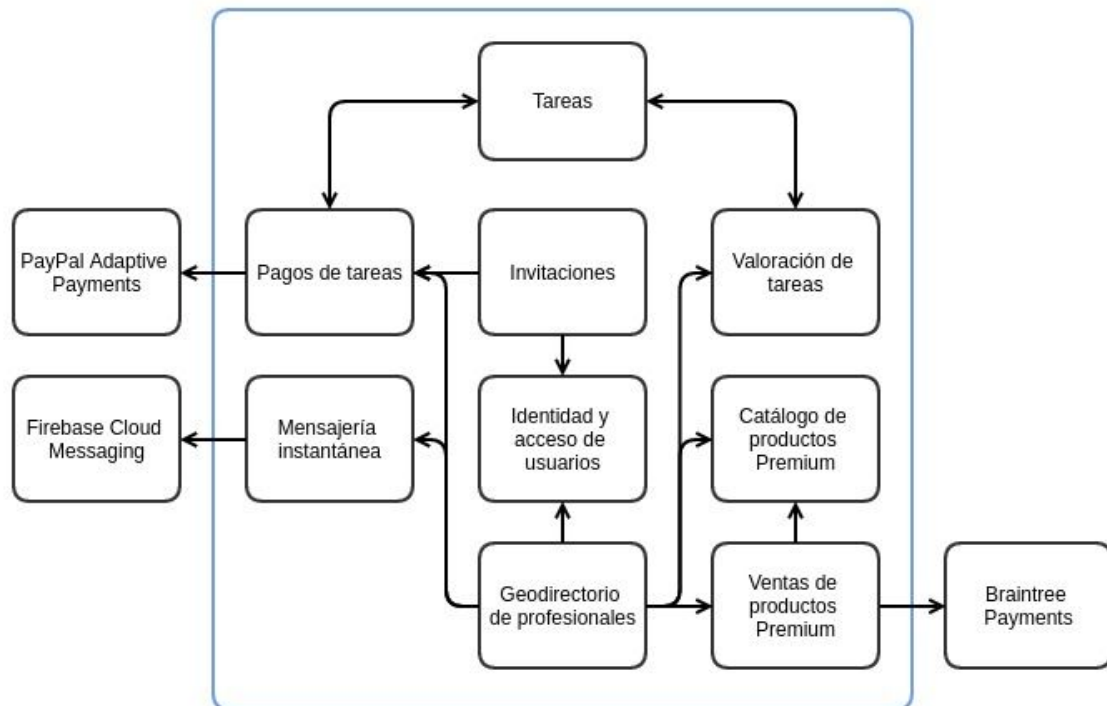 Tareas
PayPal Adaptive
Payments
Pagos de tareas
Invitaciones
Valoración de
tareas
Firebase Cloud
Messaging
Mensajería
instantánea
Identidad y
acceso de
usuarios
Catálogo de
productos
Premium
Geodirectorio
de profesionales
Ventas de
productos
Premium
Braintree
Payments